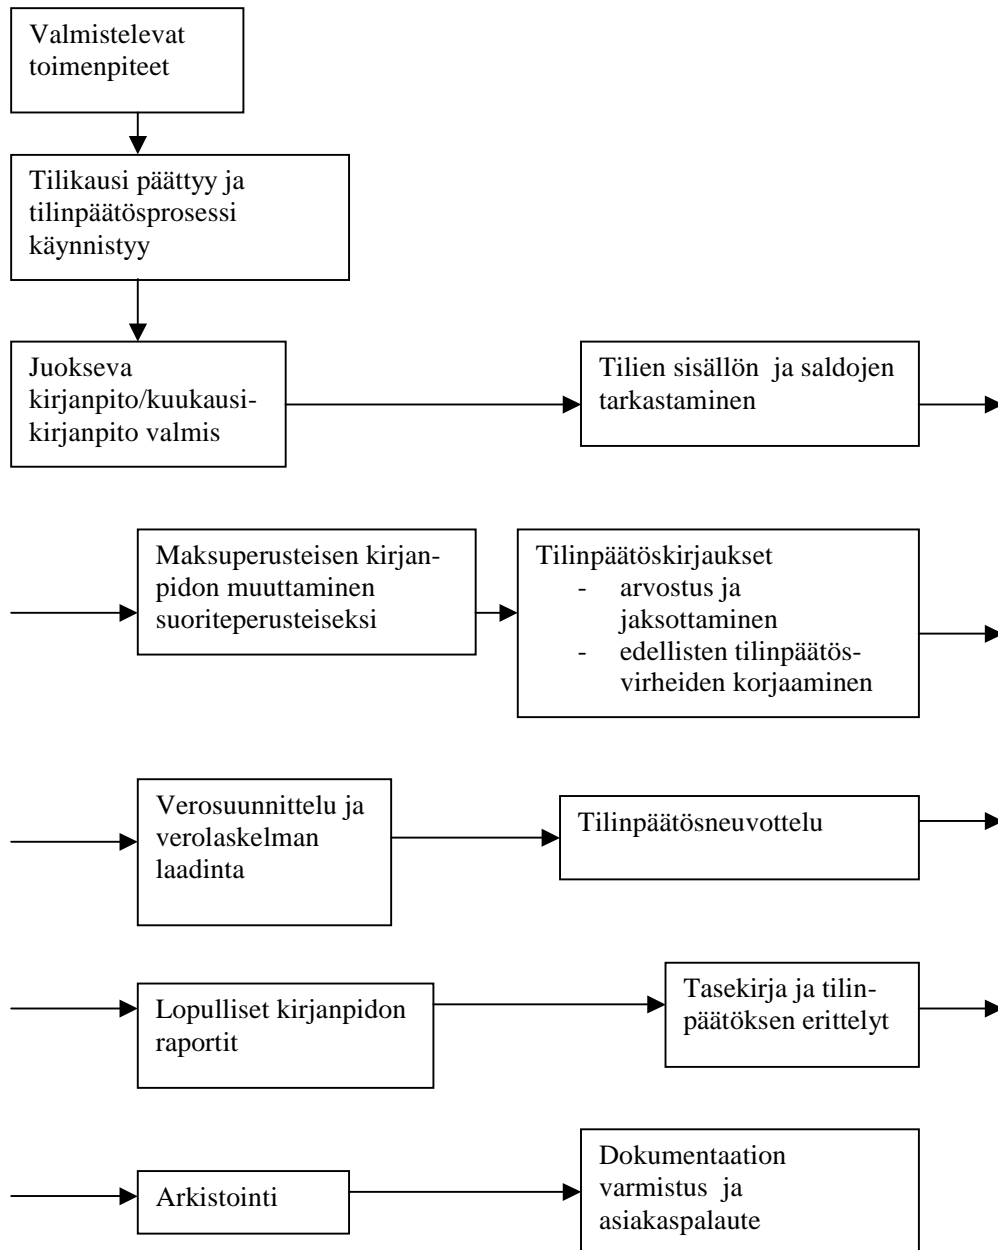 Valmistelevat
toimenpiteet
Tilikausi päättyy ja
tilinpäätösprosessi
käynnistyy
Juokseva
kirjanpito/kuukausi-
kirjanpito valmis
Tilien sisällön ja saldojen
tarkastaminen
Maksuperusteisen kirjan-
pidon muuttaminen
suoriteperusteiseksi
Tilinpäätöskirjaukset
- arvostus ja
jaksottaminen
- edellisten tilinpäätös-
virheiden korjaaminen
Verosuunnittelu ja
verolaskelman
laadinta
Tilinpäätösneuvottelu
Lopulliset kirjanpidon
raportit
Tasekirja ja tilin-
päätöksen erittelyt
Arkistointi
Dokumentaation
varmistus ja
asiakaspalaute